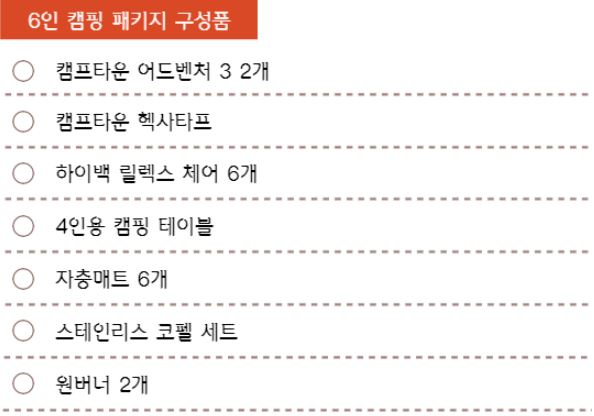 6인 캠핑 패키지 구성품
캠프타운 어드벤처 3 2개
캠프타운 헥사타프
하이백 릴렉스 체어 6개
4인용 캠핑 테이블
자충매트 6개
스테인리스 코펠 세트
원버너 2개